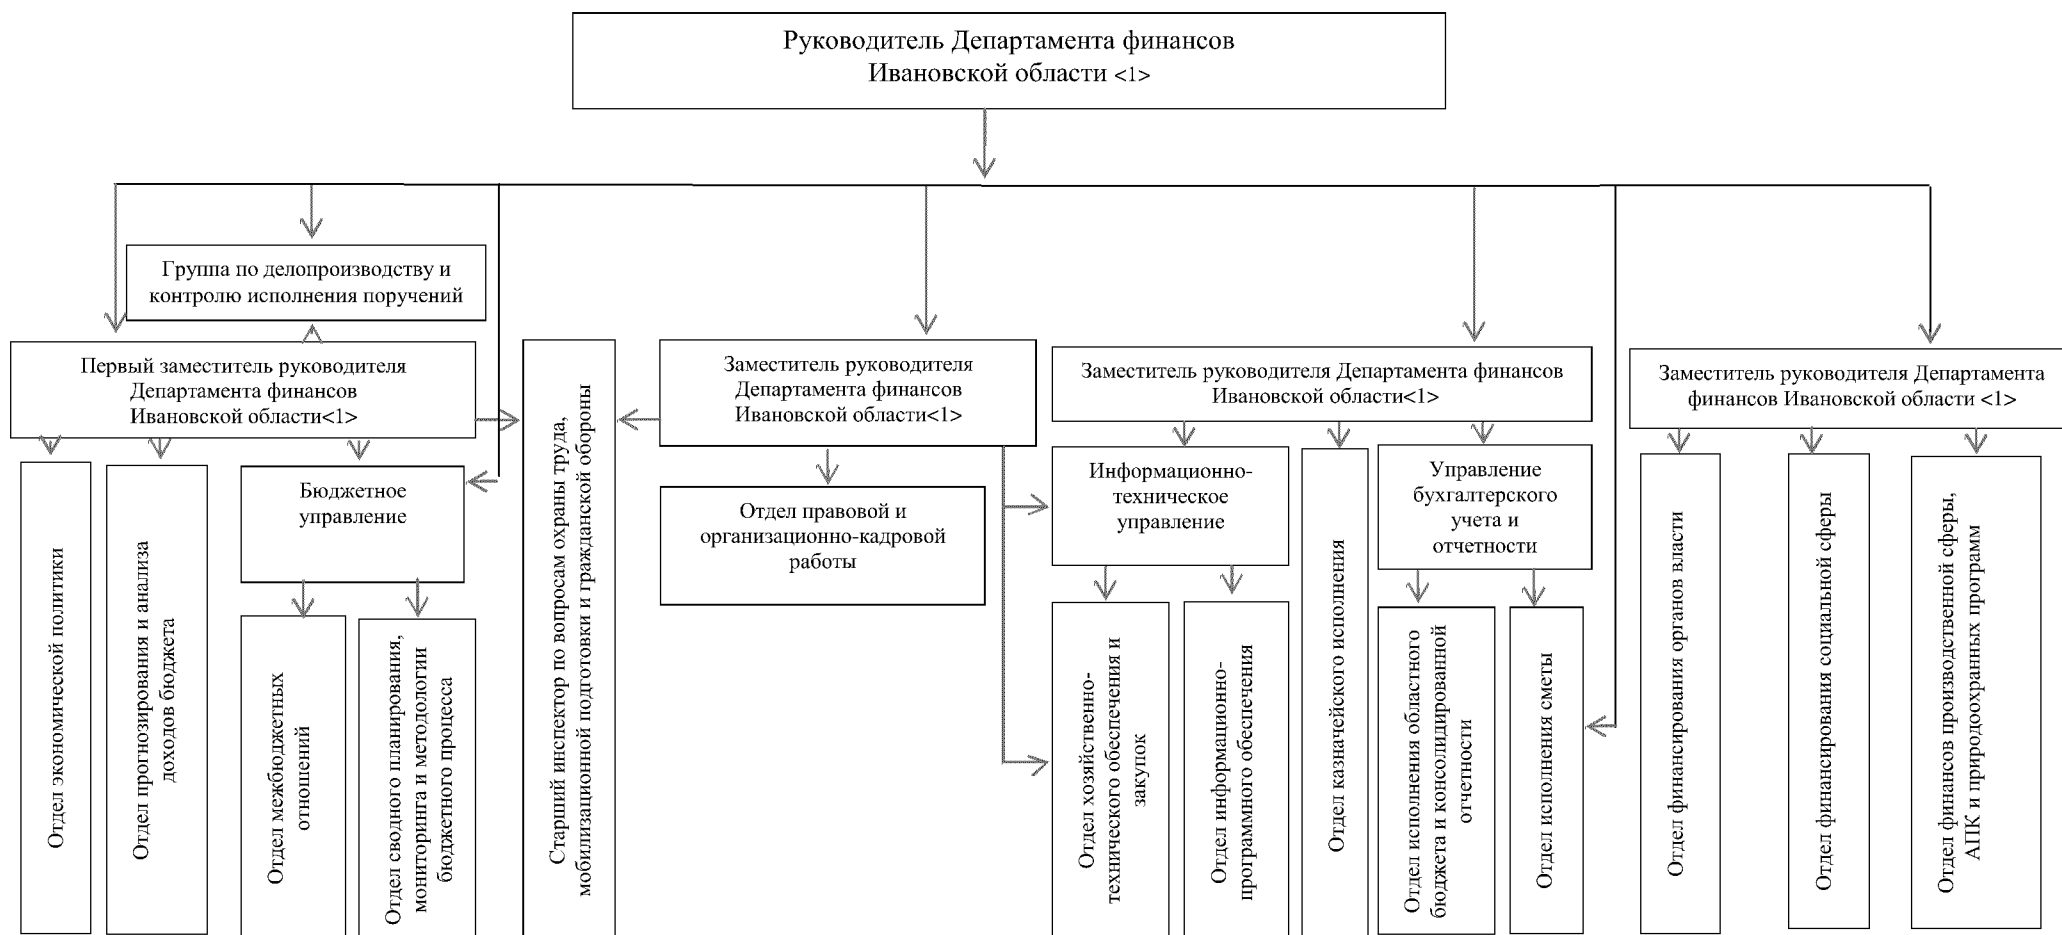 Руководитель Департамента финансов
Ивановской области <1>
Группа по делопроизводству и
контролю исполнения поручений
Первый заместитель руководителя
Департамента финансов
Ивановской области<1>
Заместитель руководителя
Департамента финансов
Ивановской области<1>
Заместитель руководителя Департамента финансов
Ивановской области<1>
Заместитель руководителя Департамента
финансов Ивановской области <1>
Отдел экономической политики
Отдел прогнозирования и анализа
доходов бюджета
Бюджетное
управление
Отдел межбюджетных
отношений
Отдел сводного планирования,
мониторинга и методологии
бюджетного процесса
Старший инспектор по вопросам охраны труда,
мобилизационной подготовки и гражданской обороны
Отдел правовой и
организационно-кадровой
работы
Информационно-
техническое
управление
Отдел хозяйственно-
технического обеспечения и
закупок
Отдел информационно-
программного обеспечения
Отдел казначейского исполнения
Управление
бухгалтерского
учета и
отчетности
Отдел исполнения областного
бюджета и консолидированной
отчетности
Отдел исполнения сметы
Отдел финансирования органов власти
Отдел финансирования социальной сферы
Отдел финансов производственной сферы,
АПК и природоохранных программ